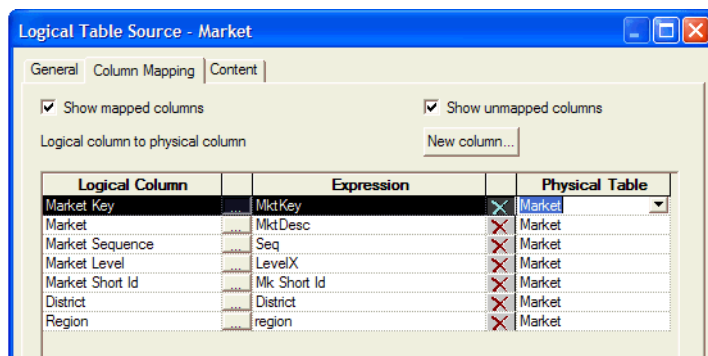 Logical Table Source - Market
General Column Mapping Content
Show mapped columns Show unmapped columns
Logical column to physical column New column...
Logical Column Expression Physical Table
Market Key ... MktKey Market
Market ... MktDesc Market
Market Sequence ... Seq Market
Market Level ... LevelX Market
Market Short Id ... Mk Short Id Market
District ... District Market
Region ... region Market